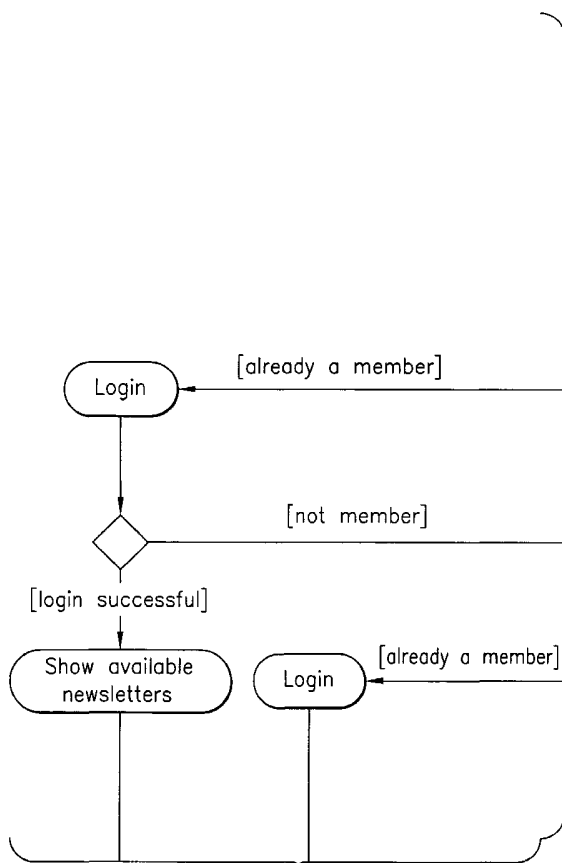 [already a member]
Login
[not member]
[login successful]
Show available
newsletters
Login
[already a member]